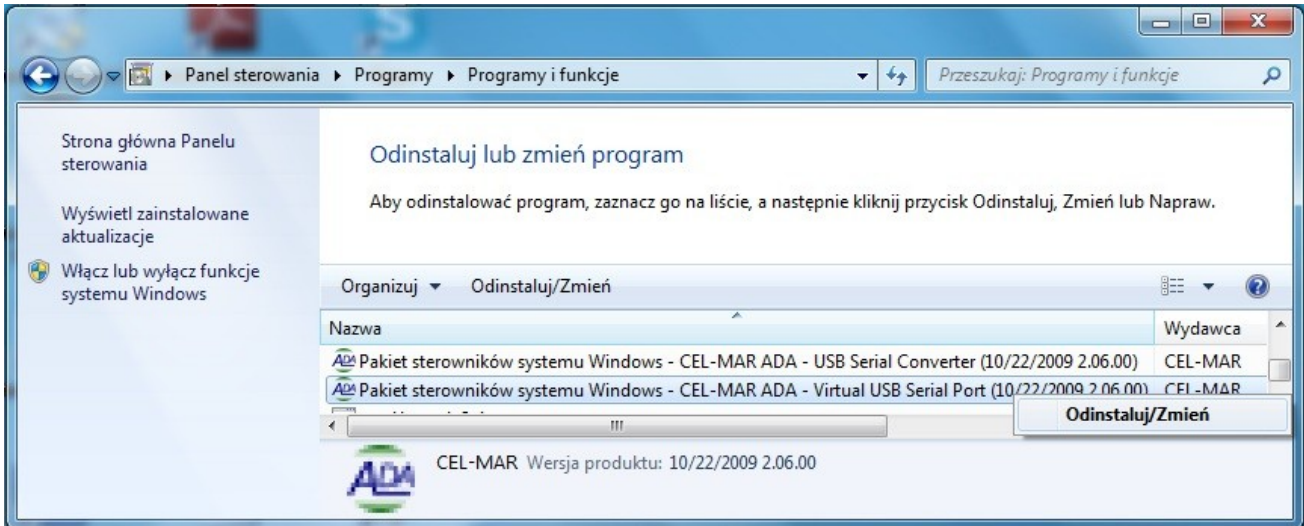 Panel sterowania Programy Programy i funkcje
Przeszukaj: Programy i funkcje
Strona główna Panelu
sterowania
Wyświetl zainstalowane
aktualizacje
Włącz lub wyłącz funkcje
systemu Windows
Odinstaluj lub zmień program
Aby odinstalować program, zaznacz go na liście, a następnie kliknij przycisk Odinstaluj, Zmień lub Napraw.
Organizuj Odinstaluj/Zmień
Nazwa Wydawca
ADA Pakiet sterowników systemu Windows - CEL-MAR ADA - USB Serial Converter (10/22/2009 2.06.00) CEL-MAR
ADA Pakiet sterowników systemu Windows - CEL-MAR ADA - Virtual USB Serial Port (10/22/2009 2.06.00) CEL-MAR
Odinstaluj/Zmień
ADA CEL-MAR Wersja produktu: 10/22/2009 2.06.00